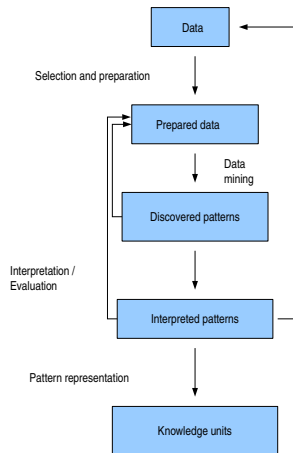 Data
Selection and preparation
Prepared data
Data
mining
Discovered patterns
Interpretation /
Evaluation
Interpreted patterns
Pattern representation
Knowledge units